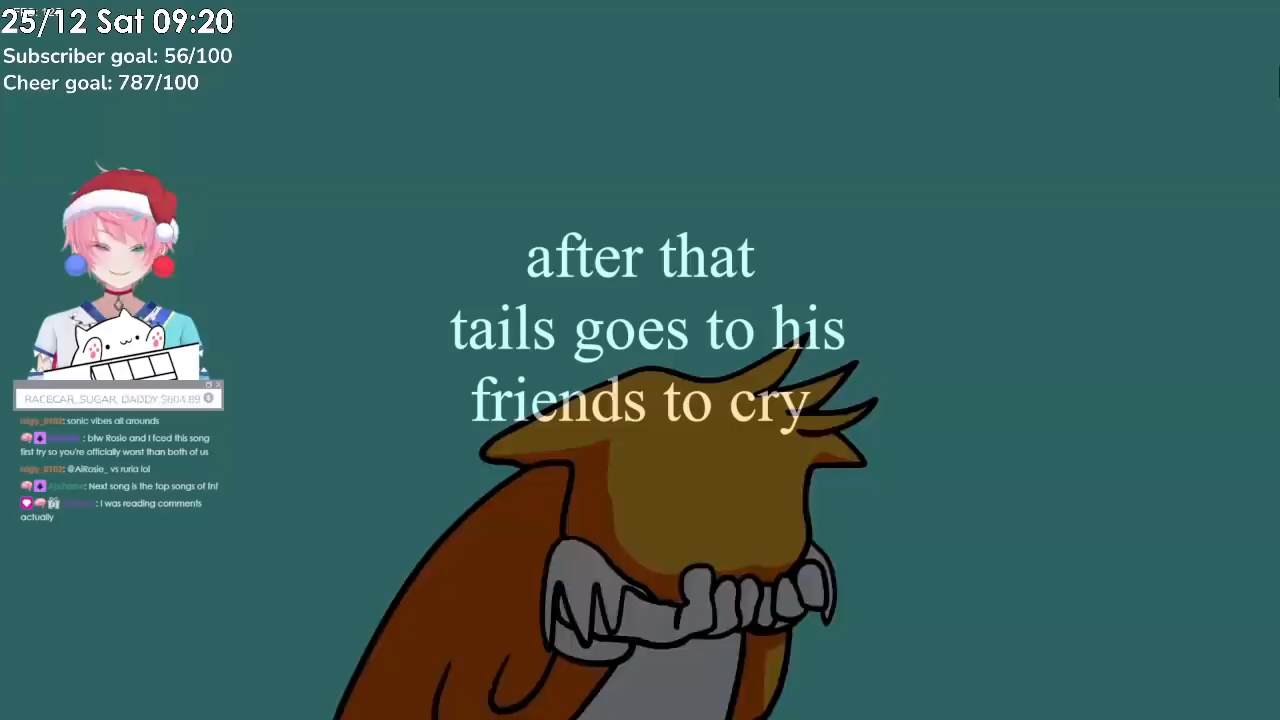 25/12 Sat 09:20
Subscriber goal: 56/100
Cheer goal: 787/100
after that
tails goes to his
friends to cry
RACECAR_SUGAR_DADDY $604.89
: sonic vibes all arounds
: btw Rosie and I fced this song
first try so you're officially worst than both of us
: @AiRosie_ vs ruria lol
: Next song is the top songs of fnf
: I was reading comments
actually